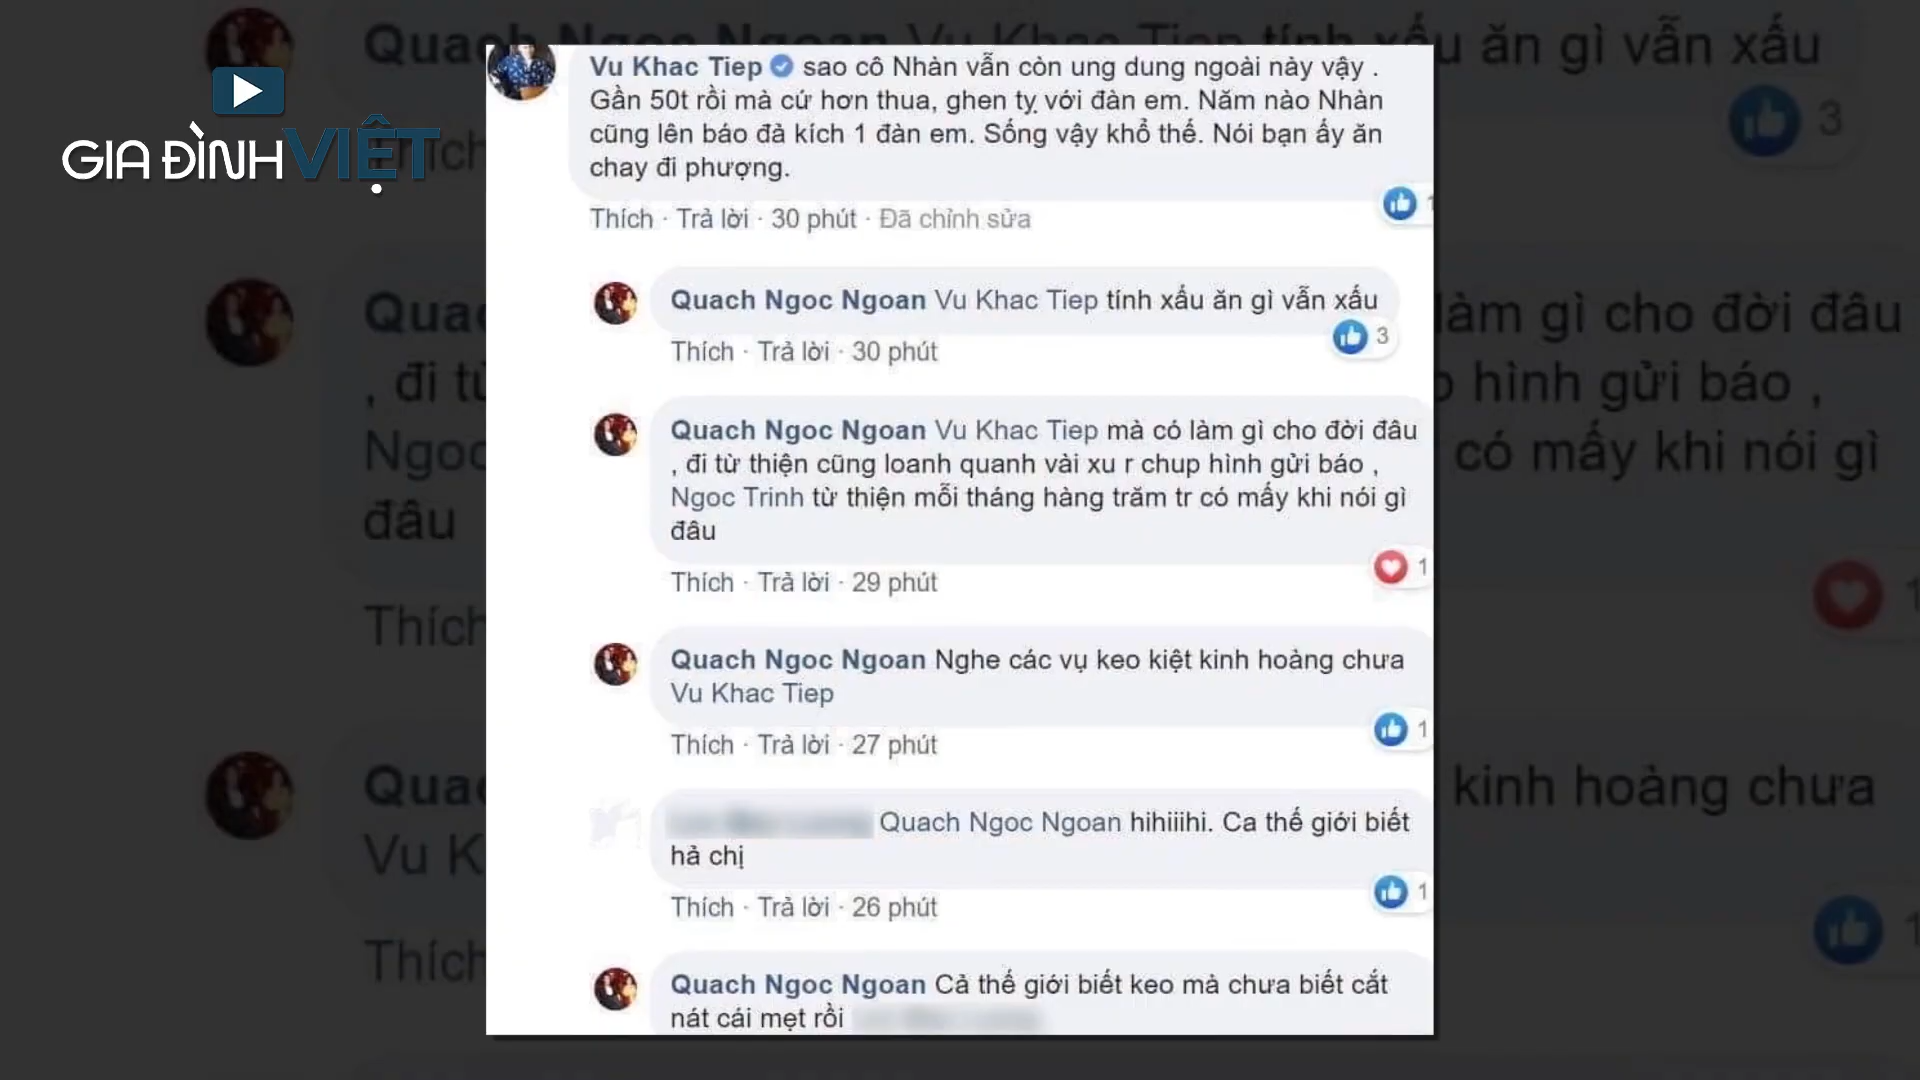 GIA ĐÌNH VIỆT
Vu Khac Tiep sao cô Nhàn vẫn còn ung dung ngoài này vậy .
Gần 50t rồi mà cứ hơn thua, ghen tỵ với đàn em. Năm nào Nhàn
cũng lên báo đả kích 1 đàn em. Sống vậy khổ thế. Nói bạn ấy ăn
chay đi phượng.
1
Thích · Trả lời · 30 phút · Đã chỉnh sửa
Quach Ngoc Ngoan Vu Khac Tiep tính xấu ăn gì vẫn xấu
3
Thích · Trả lời · 30 phút
Quach Ngoc Ngoan Vu Khac Tiep mà có làm gì cho đời đâu
, đi từ thiện cũng loanh quanh vài xu r chup hình gửi báo ,
Ngoc Trinh từ thiện mỗi tháng hàng trăm tr có mấy khi nói gì
đâu
1
Thích · Trả lời · 29 phút
Quach Ngoc Ngoan Nghe các vụ keo kiệt kinh hoàng chưa
Vu Khac Tiep
1
Thích · Trả lời · 27 phút
Quach Ngoc Ngoan hihiiihi. Ca thế giới biết
hả chị
1
Thích · Trả lời · 26 phút
Quach Ngoc Ngoan Cả thế giới biết keo mà chưa biết cắt
nát cái mẹt rồi